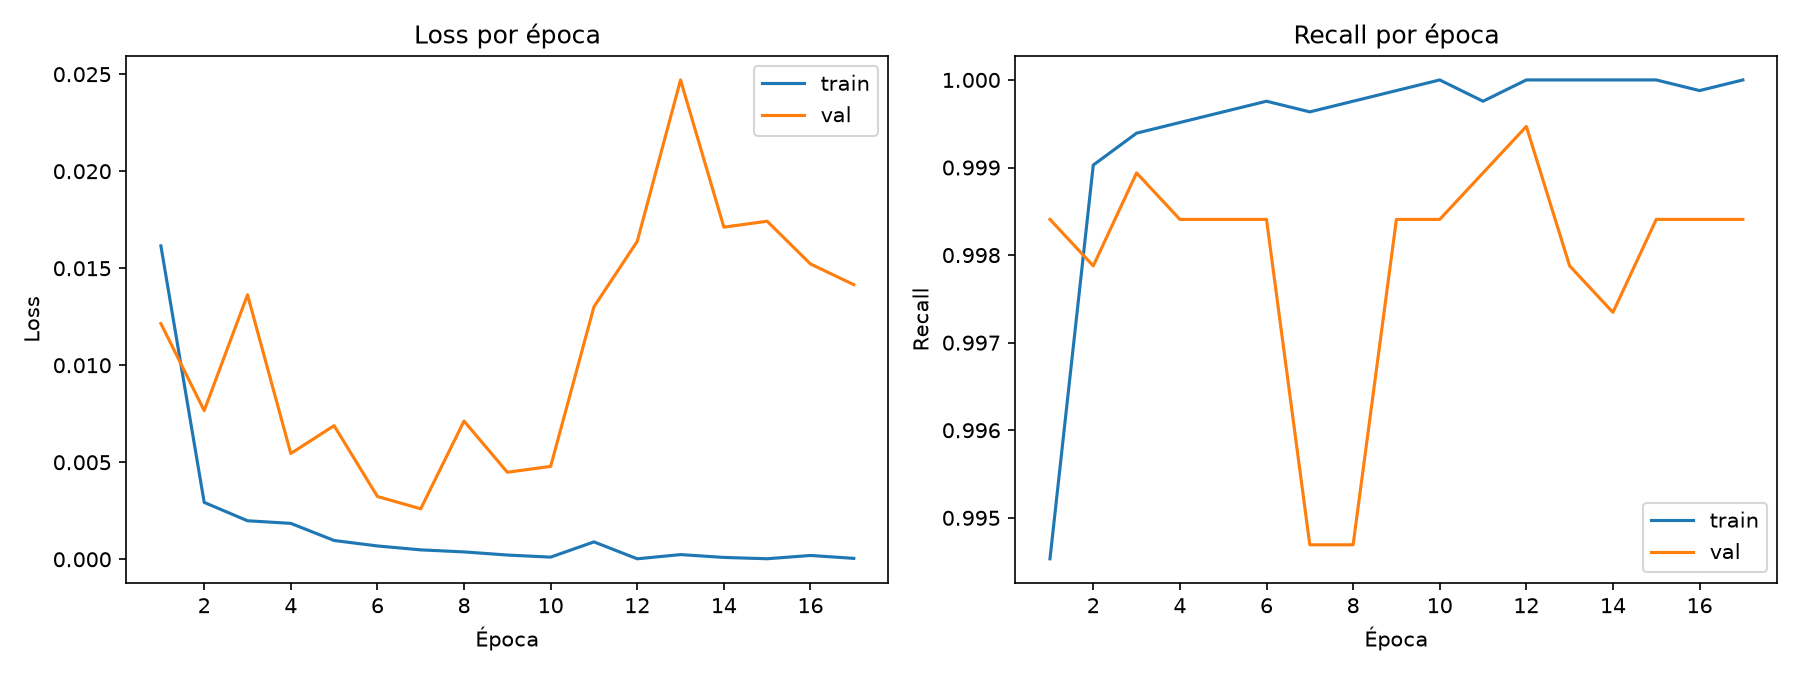 Loss por época
0.025
0.020
0.015
0.010
0.005
0.000
Loss
2 4 6 8 10 12 14 16
Época
train
val
Recall por época
1.000
0.999
0.998
0.997
0.996
0.995
Recall
2 4 6 8 10 12 14 16
Época
train
val